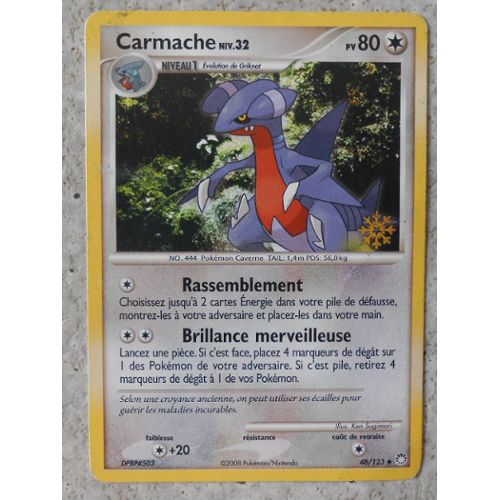 Carmache NIV.32 PV 80
NIVEAU 1 Évolution de Griknot
NO. 444 Pokémon Caverne TAIL: 1,4m PDS: 56,0kg
Rassemblement
Choisissez jusqu'à 2 cartes Énergie dans votre pile de défausse,
montrez-les à votre adversaire et placez-les dans votre main.
Brillance merveilleuse
Lancez une pièce. Si c'est face, placez 4 marqueurs de dégât sur
1 des Pokémon de votre adversaire. Si c'est pile, retirez 4
marqueurs de dégât à 1 de vos Pokémon.
Selon une croyance ancienne, on peut utiliser ses écailles pour
guérir les maladies incurables.
Illus. Ken Sugimori
faiblesse résistance coût de retraite
+20
DPBP#503 ©2008 Pokémon/Nintendo 48/123